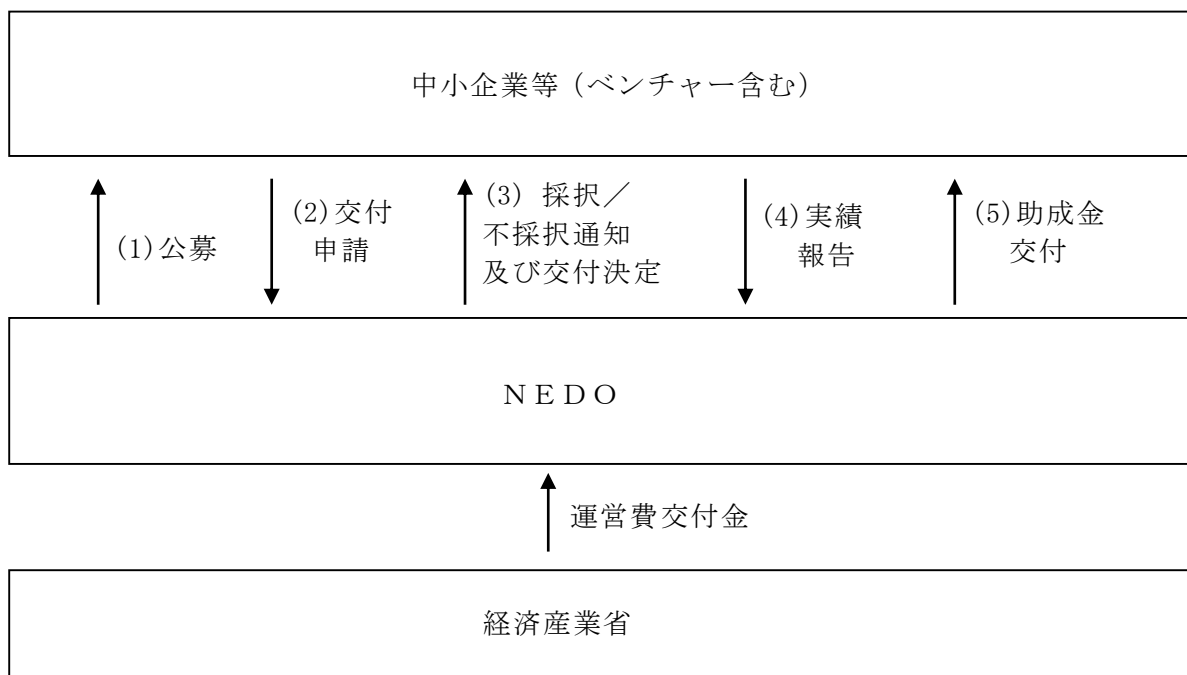 中小企業等（ベンチャー含む）
(1)公募
(2)交付
申請
(3) 採択／
不採択通知
及び交付決定
(4)実績
報告
(5)助成金
交付
ＮＥＤＯ
運営費交付金
経済産業省